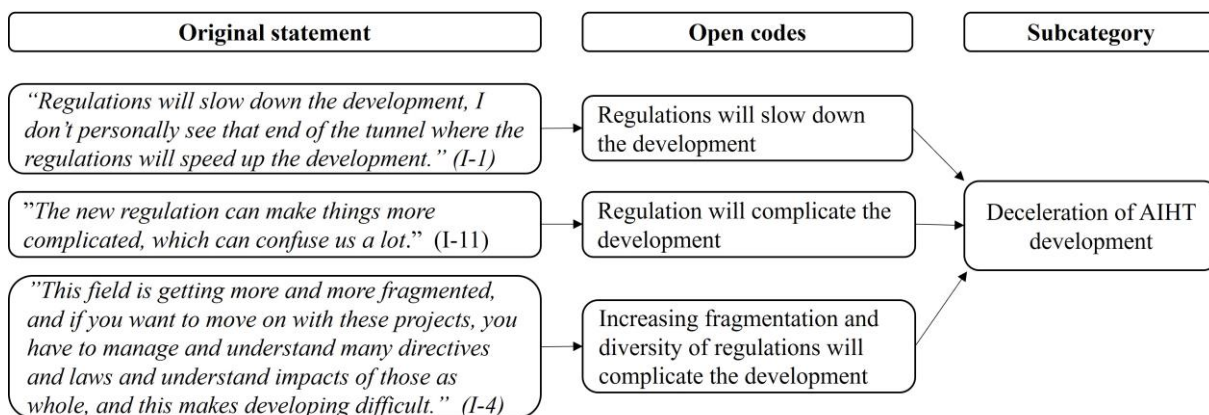 Original statement
Open codes
Subcategory
“Regulations will slow down the development, I
don’t personally see that end of the tunnel where the
regulations will speed up the development.” (I-1)
Regulations will slow down
the development
”The new regulation can make things more
complicated, which can confuse us a lot.” (I-11)
Regulation will complicate the
development
”This field is getting more and more fragmented,
and if you want to move on with these projects, you
have to manage and understand many directives
and laws and understand impacts of those as
whole, and this makes developing difficult.” (I-4)
Increasing fragmentation and
diversity of regulations will
complicate the development
Deceleration of AIHT
development